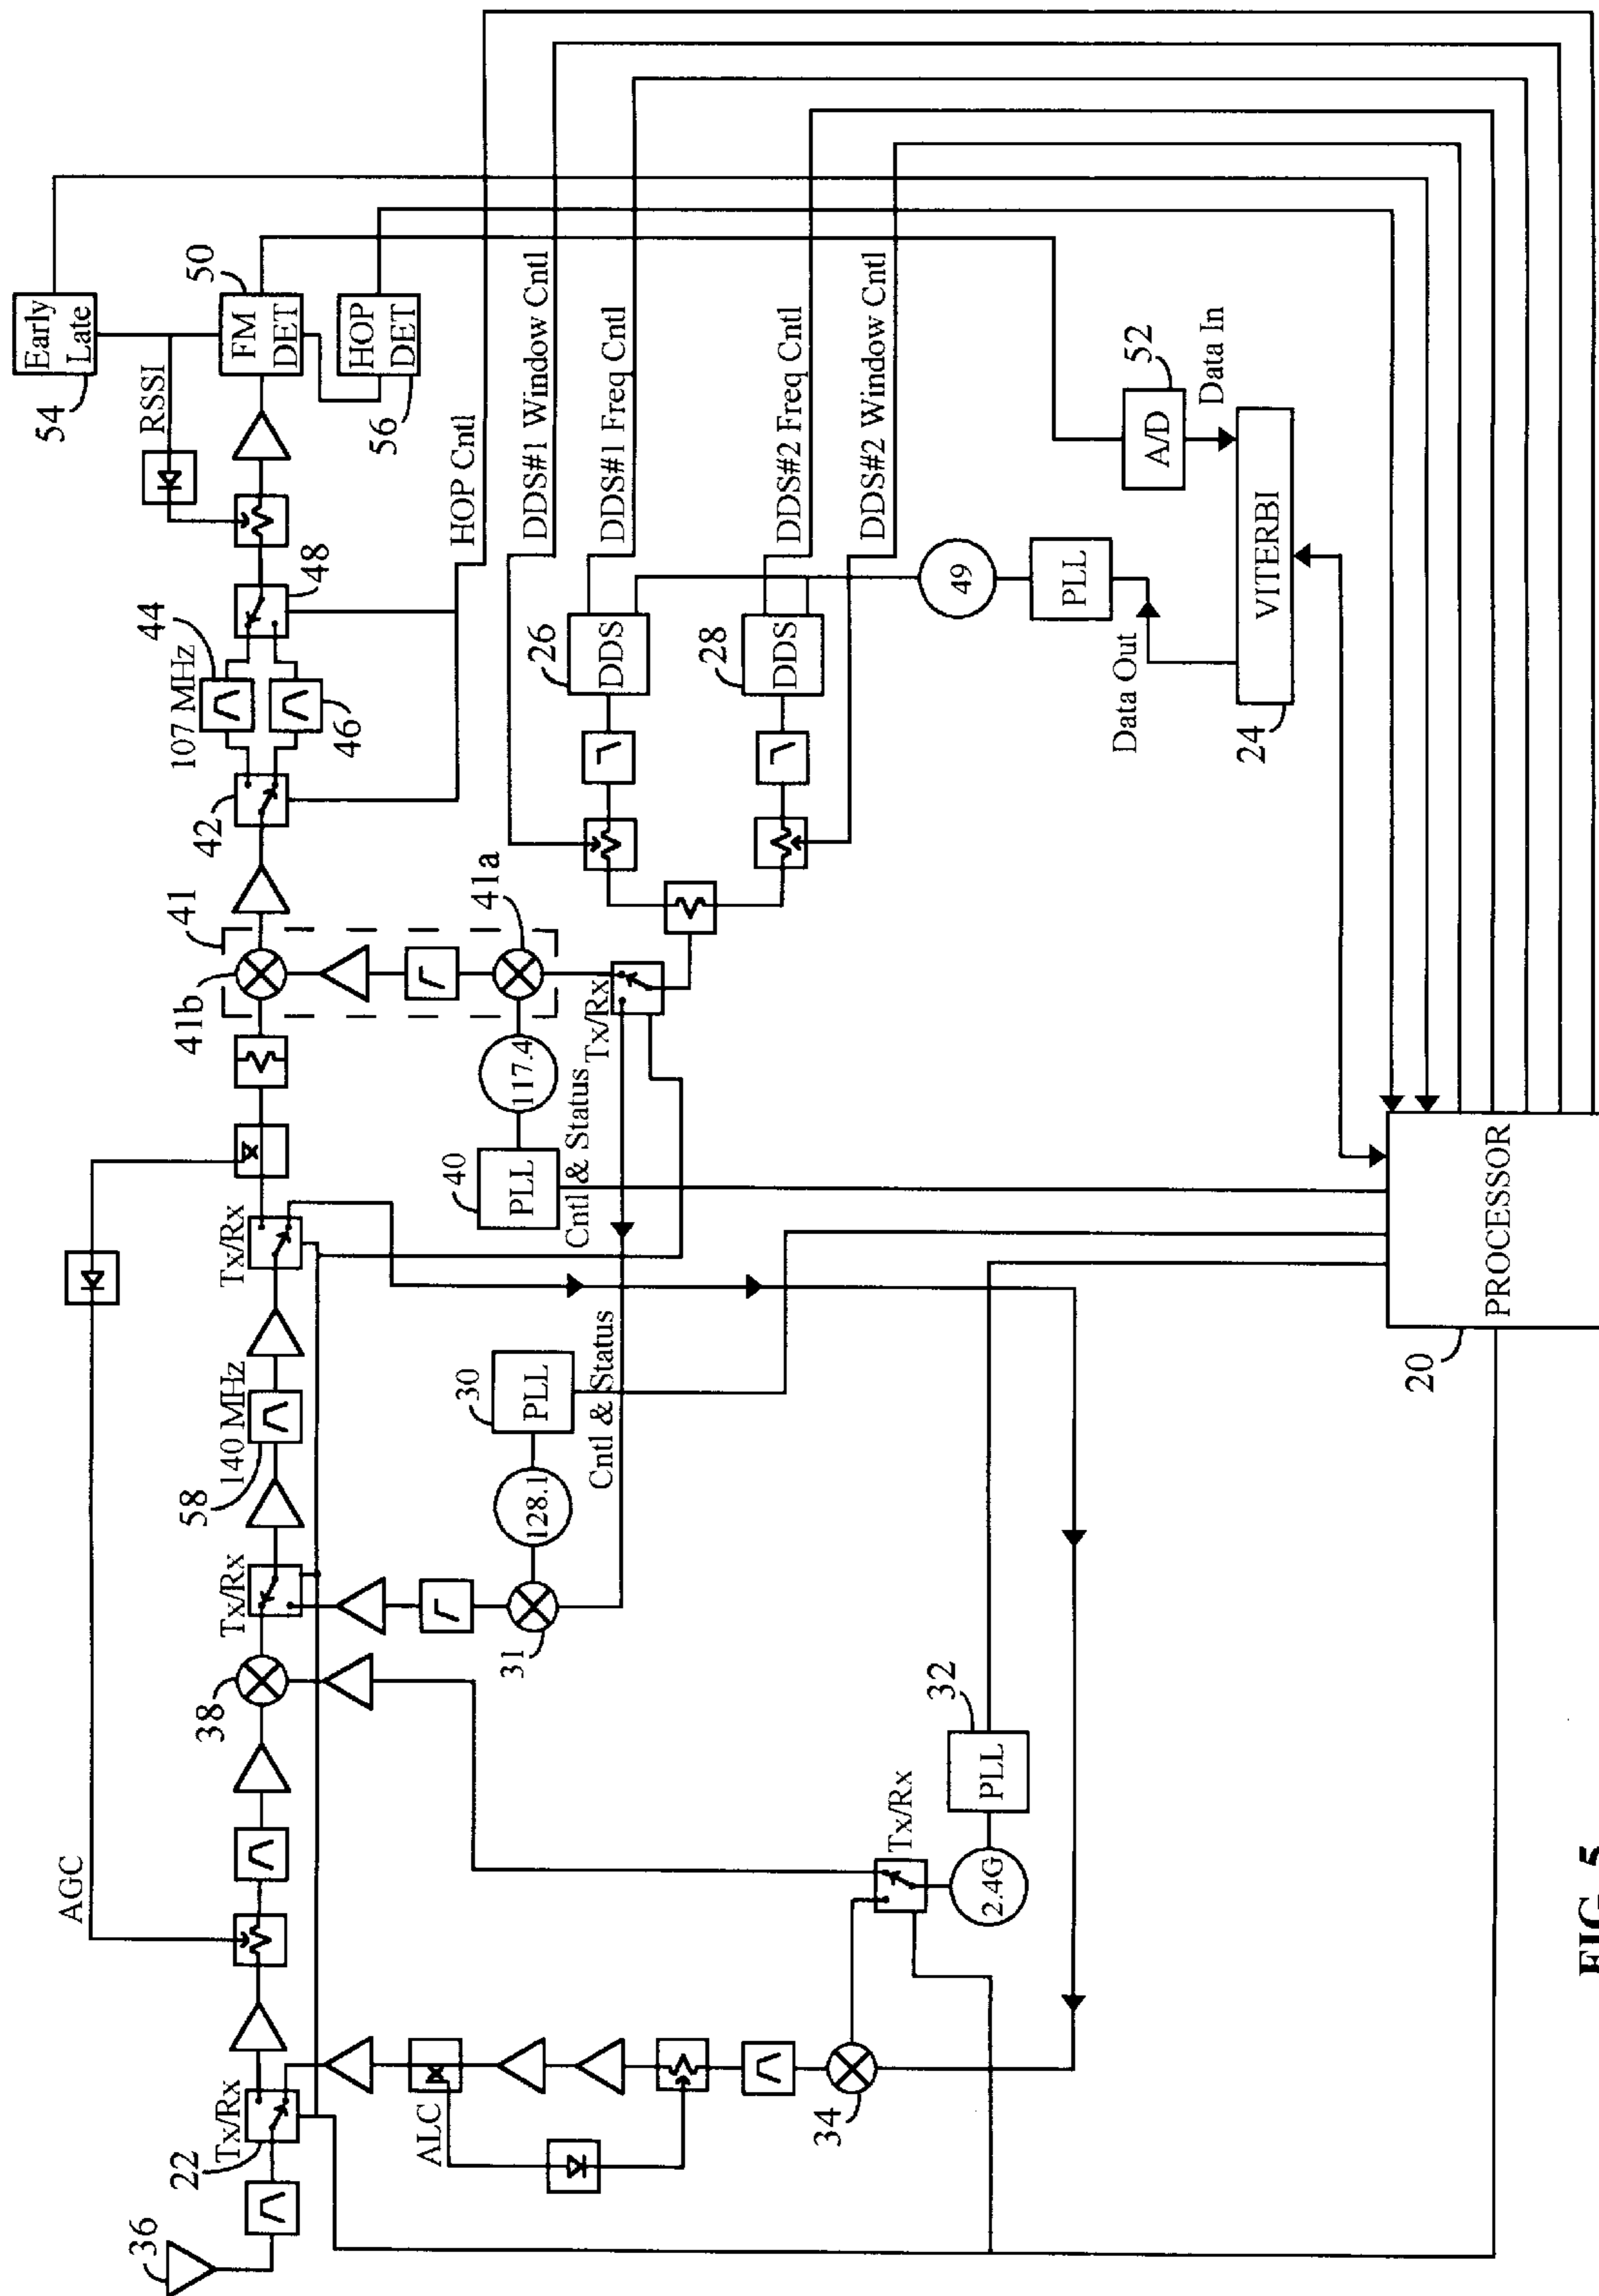 36
22
Tx/Rx
AGC
38
Tx/Rx
58
140 MHz
Tx/Rx
41b
41
42
107 MHz
44
46
48
RSSI
54
Early
Late
50
FM
DET
HOP
DET
56
HOP Cntl
DDS#1 Window Cntl
DDS#1 Freq Cntl
DDS#2 Freq Cntl
DDS#2 Window Cntl
ALC
34
Tx/Rx
2.4G
PLL
32
31
128.1
PLL
30
Cntl & Status
40
PLL
117.4
Cntl & Status
Tx/Rx
41a
26
DDS
28
DDS
49
PLL
Data Out
A/D
52
Data In
VITERBI
24
PROCESSOR
20
FIG. 5